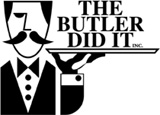 THE
BUTLER
DID IT INC.